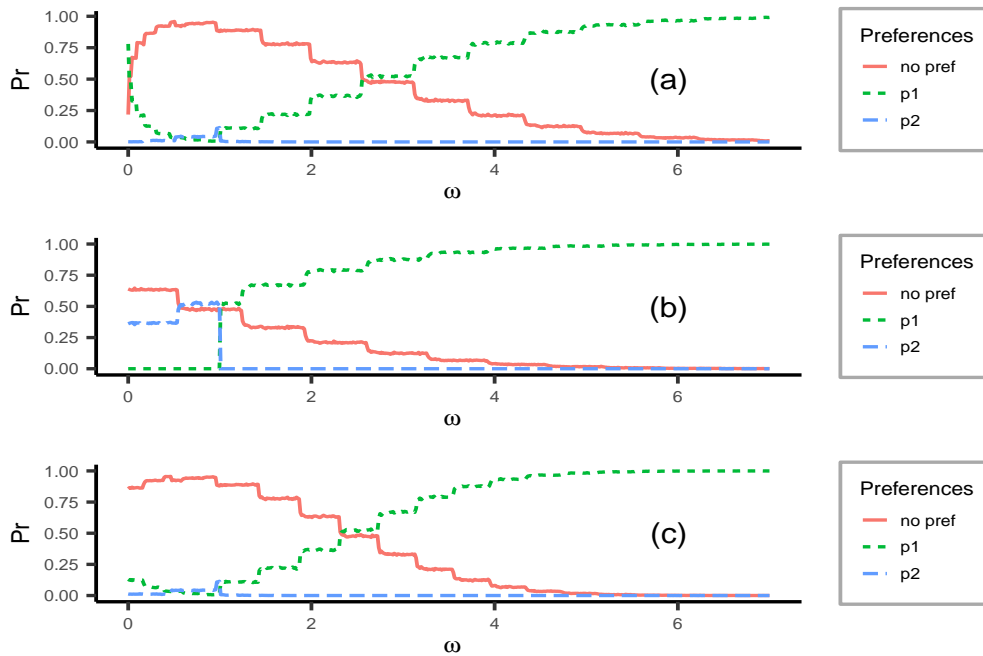 1.00
0.75
0.50
0.25
0.00
Pr
(a)
0 2 4 6
ω
Preferences
no pref
p1
p2
1.00
0.75
0.50
0.25
0.00
Pr
(b)
0 2 4 6
ω
Preferences
no pref
p1
p2
1.00
0.75
0.50
0.25
0.00
Pr
(c)
0 2 4 6
ω
Preferences
no pref
p1
p2